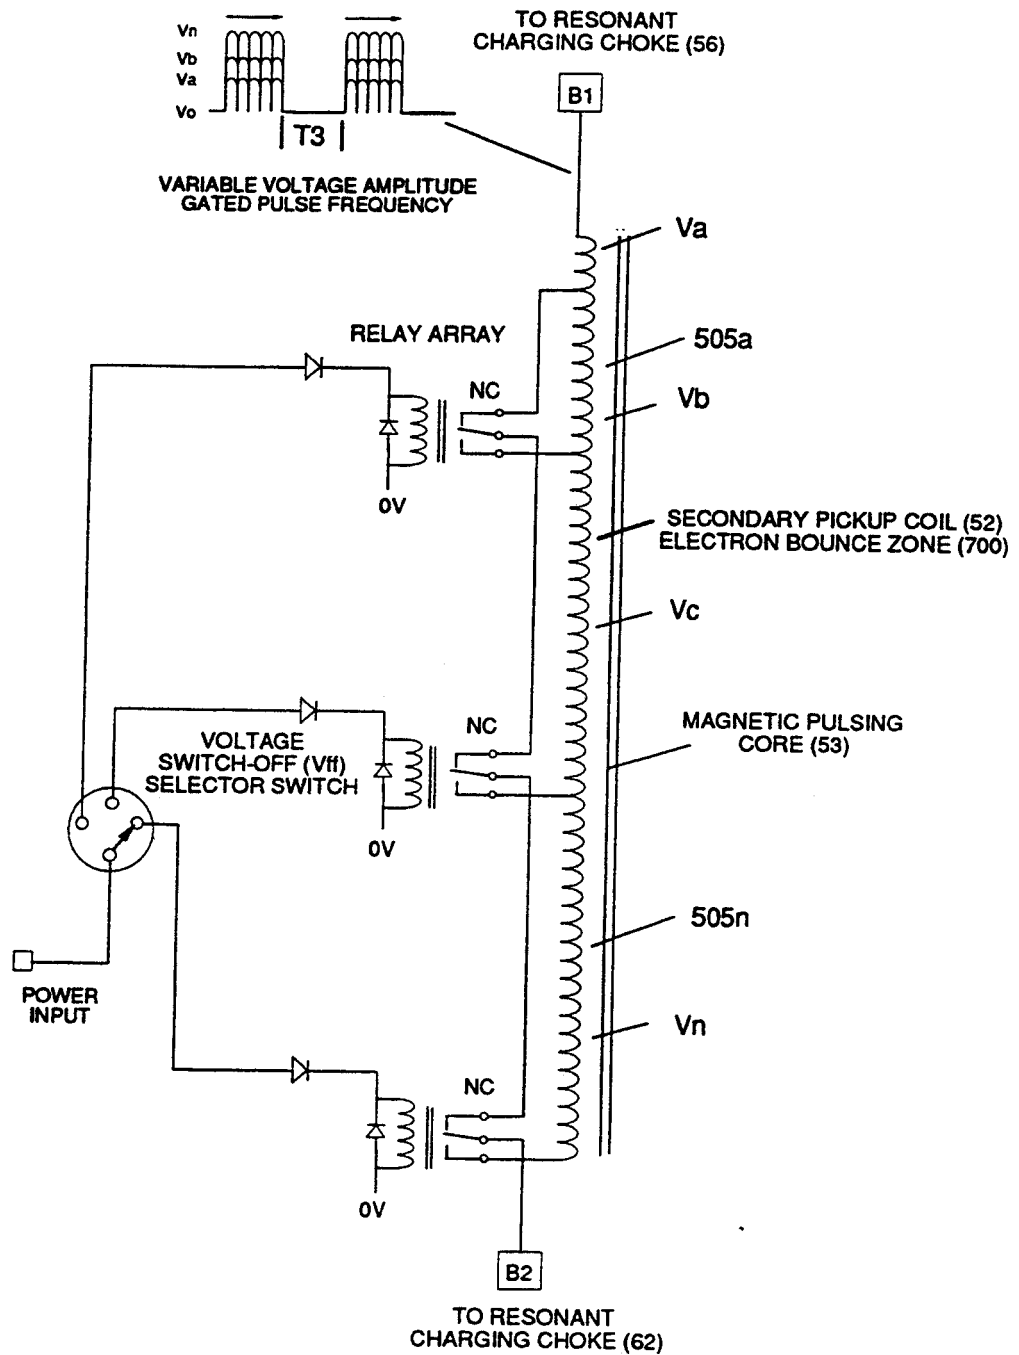 TO RESONANT
CHARGING CHOKE (56)
B1
Vn
Vb
Va
Vo
T3
VARIABLE VOLTAGE AMPLITUDE
GATED PULSE FREQUENCY
Va
RELAY ARRAY
505a
NC
Vb
0V
SECONDARY PICKUP COIL (52)
ELECTRON BOUNCE ZONE (700)
Vc
NC
MAGNETIC PULSING
CORE (53)
VOLTAGE
SWITCH-OFF (Vff)
SELECTOR SWITCH
0V
505n
POWER
INPUT
Vn
NC
0V
B2
TO RESONANT
CHARGING CHOKE (62)